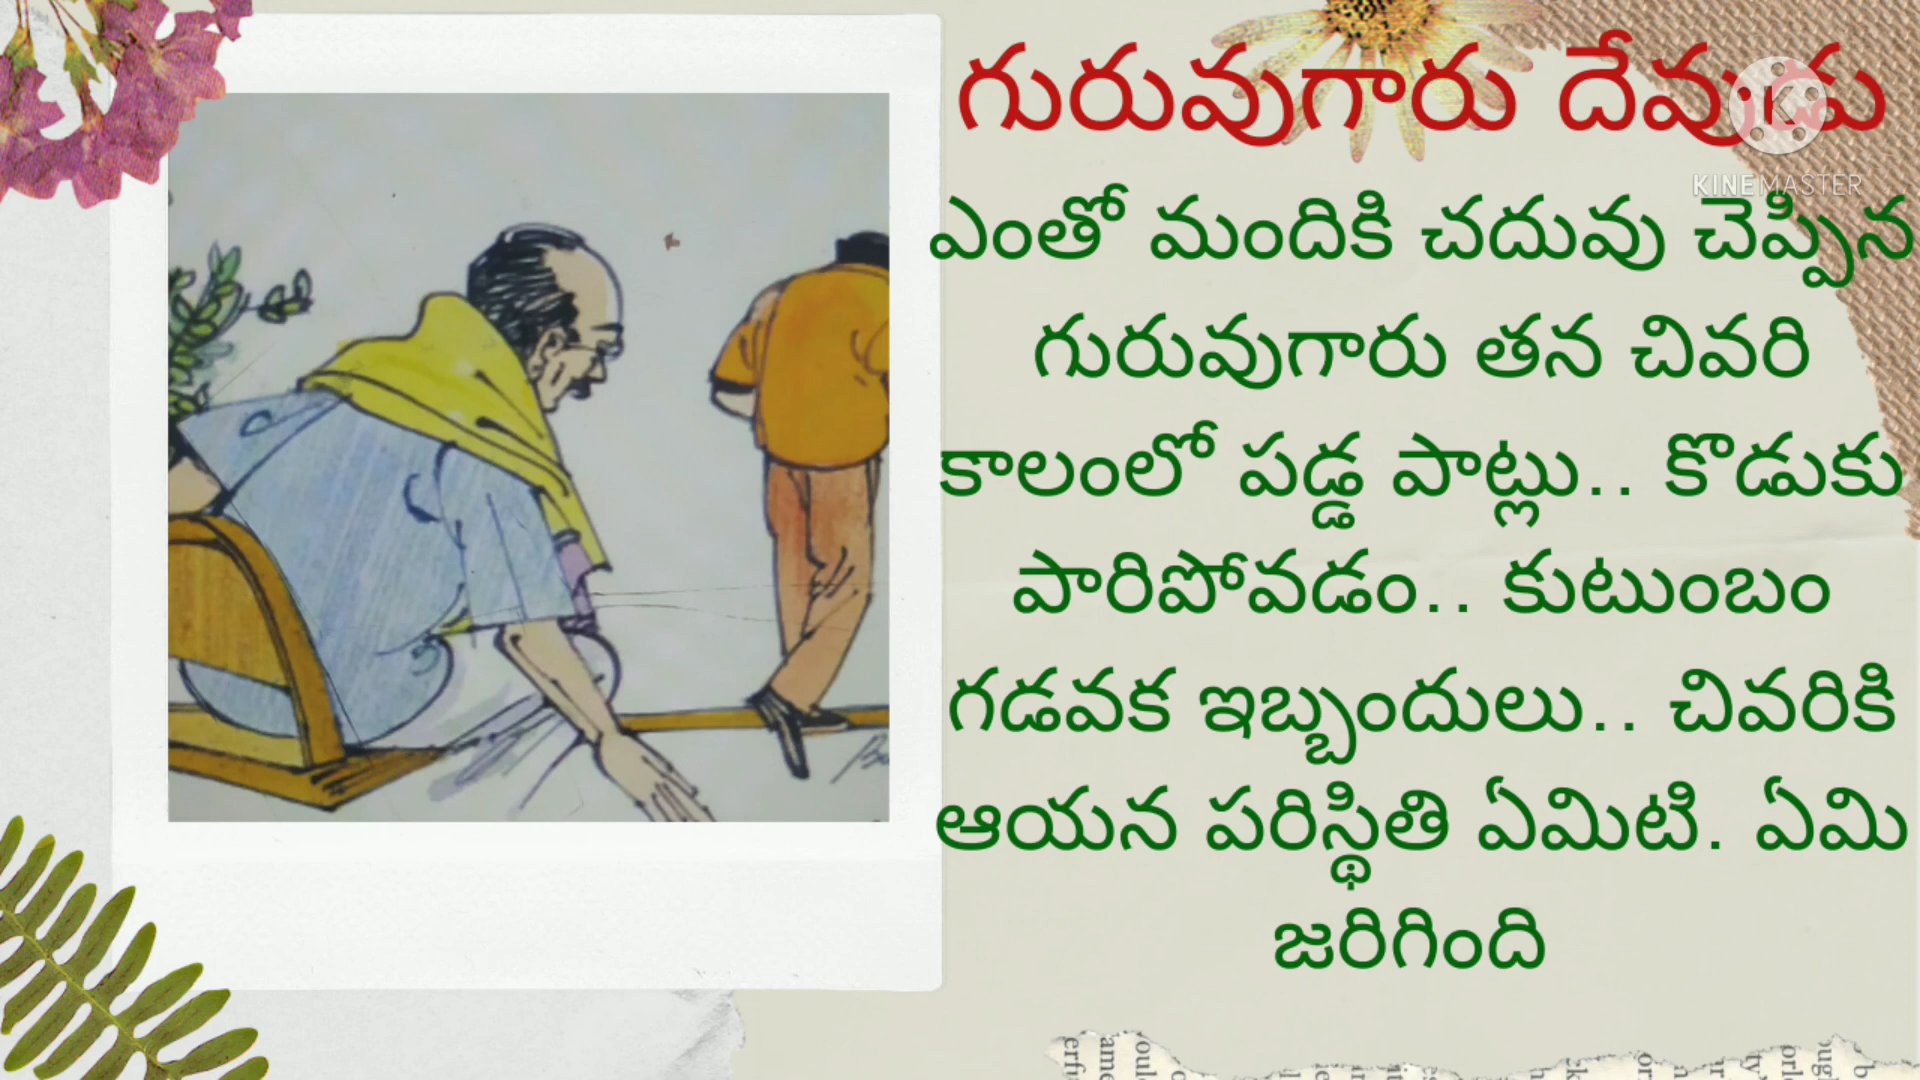 గురువుగారు దేవుడు
KINEMASTER
ఎంతో మందికి చదువు చెప్పిన
గురువుగారు తన చివరి
కాలంలో పడ్డ పాట్లు.. కొడుకు
పారిపోవడం.. కుటుంబం
గడవక ఇబ్బందులు.. చివరికి
ఆయన పరిస్థితి ఏమిటి. ఏమి
జరిగింది